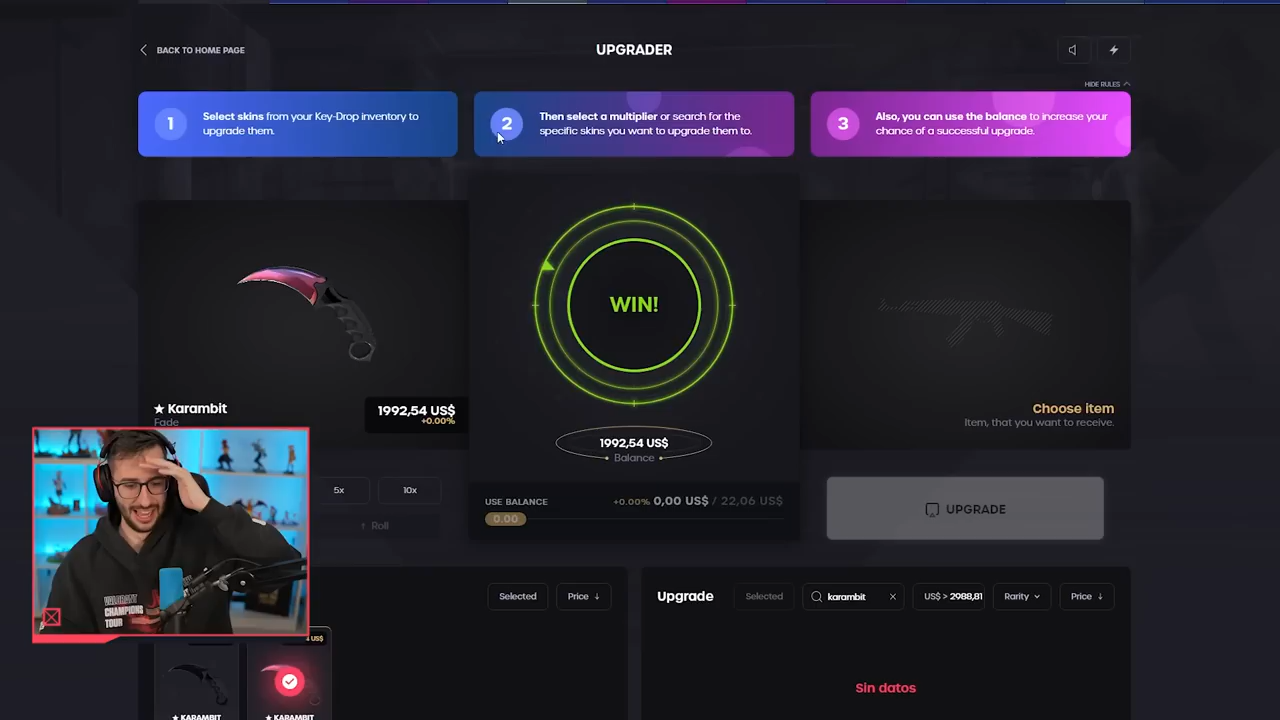 BACK TO HOME PAGE
UPGRADER
HIDE RULES
1
Select skins from your Key-Drop inventory to
upgrade them.
2
Then select a multiplier or search for the
specific skins you want to upgrade them to.
3
Also, you can use the balance to increase your
chance of a successful upgrade.
WIN!
★ Karambit
Fade
1992,54 US$
+0.00%
1992,54 US$
Balance
Choose item
Item, that you want to receive.
5x
10x
Roll
USE BALANCE
+0.00% 0,00 US$ / 22,06 US$
0.00
UPGRADE
Selected
Price
Upgrade
Selected
karambit
US$ > 2988,81
Rarity
Price
VALORANT
CHAMPIONS
TOUR
US$
★ KARAMBIT
★ KARAMBIT
Sin datos